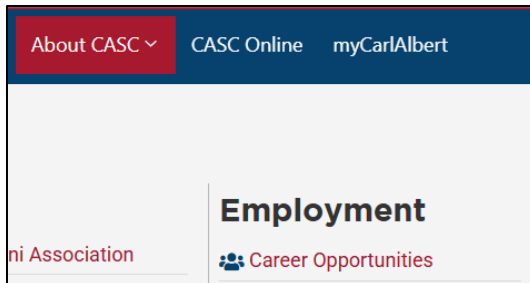 About CASC CASC Online myCarlAlbert
Employment
ni Association
Career Opportunities